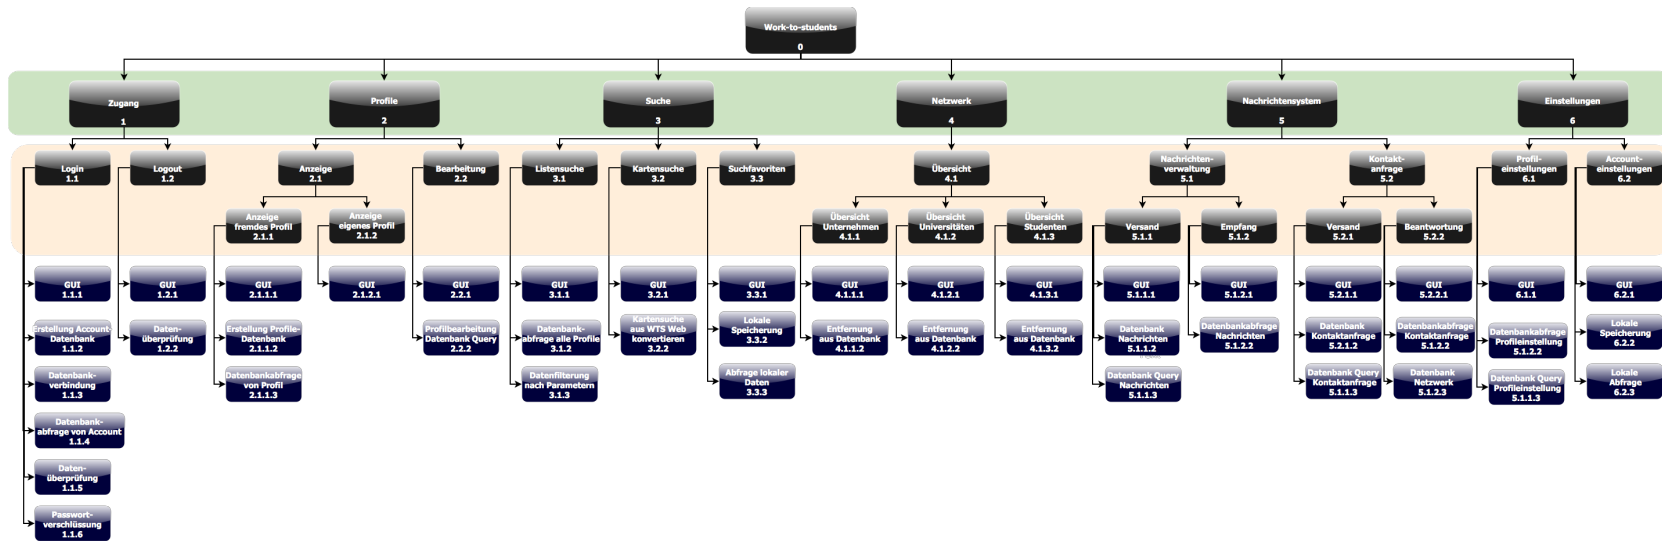 Work-to-students
0
Zugang
1
Profile
2
Suche
3
Netzwerk
4
Nachrichtensystem
5
Einstellungen
6
Login
1.1
Logout
1.2
Anzeige
2.1
Bearbeitung
2.2
Listensuche
3.1
Kartensuche
3.2
Suchfavoriten
3.3
Übersicht
4.1
Nachrichten-
verwaltung
5.1
Kontakt-
anfrage
5.2
Profil-
einstellungen
6.1
Account-
einstellungen
6.2
Anzeige
fremdes Profil
2.1.1
Anzeige
eigenes Profil
2.1.2
Übersicht
Unternehmen
4.1.1
Übersicht
Universitäten
4.1.2
Übersicht
Studenten
4.1.3
Versand
5.1.1
Empfang
5.1.2
Versand
5.2.1
Beantwortung
5.2.2
GUI
1.1.1
GUI
1.2.1
GUI
2.1.1.1
GUI
2.1.2.1
GUI
2.2.1
GUI
3.1.1
GUI
3.2.1
GUI
3.3.1
GUI
4.1.1.1
GUI
4.1.2.1
GUI
4.1.3.1
GUI
5.1.1.1
GUI
5.1.2.1
GUI
5.2.1.1
GUI
5.2.2.1
GUI
6.1.1
GUI
6.2.1
Erstellung Account-
Datenbank
1.1.2
Daten-
überprüfung
1.2.2
Erstellung Profile-
Datenbank
2.1.1.2
Profilbearbeitung
Datenbank Query
2.2.2
Datenbank-
abfrage alle Profile
3.1.2
Kartensuche
aus WTS Web
konvertieren
3.2.2
Lokale
Speicherung
3.3.2
Entfernung
aus Datenbank
4.1.1.2
Entfernung
aus Datenbank
4.1.2.2
Entfernung
aus Datenbank
4.1.3.2
Datenbank
Nachrichten
5.1.1.2
Datenbankabfrage
Nachrichten
5.1.2.2
Datenbank
Kontaktanfrage
5.2.1.2
Datenbankabfrage
Kontaktanfrage
5.1.2.2
Datenbankabfrage
Profileinstellung
5.1.2.2
Lokale
Speicherung
6.2.2
Datenbank-
verbindung
1.1.3
Datenbankabfrage
von Profil
2.1.1.3
Datenfilterung
nach Parametern
3.1.3
Abfrage lokaler
Daten
3.3.3
Datenbank Query
Nachrichten
5.1.1.3
Datenbank Query
Kontaktanfrage
5.1.1.3
Datenbank
Netzwerk
5.1.2.3
Datenbank Query
Profileinstellung
5.1.1.3
Lokale
Abfrage
6.2.3
Datenbank-
abfrage von Account
1.1.4
Daten-
überprüfung
1.1.5
Passwort-
verschlüssung
1.1.6